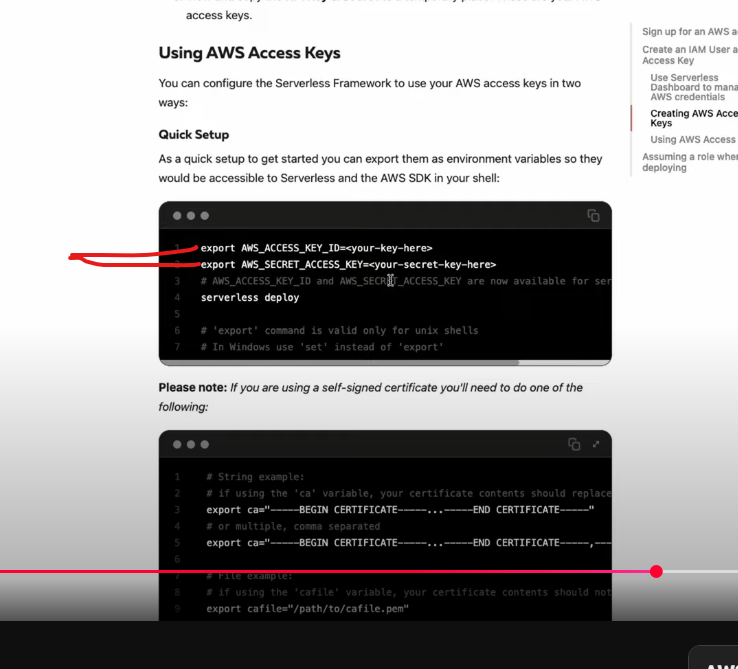 access keys.
Using AWS Access Keys
You can configure the Serverless Framework to use your AWS access keys in two
ways:
Quick Setup
As a quick setup to get started you can export them as environment variables so they
would be accessible to Serverless and the AWS SDK in your shell:
1 export AWS_ACCESS_KEY_ID=<your-key-here>
2 export AWS_SECRET_ACCESS_KEY=<your-secret-key-here>
3 # AWS_ACCESS_KEY_ID and AWS_SECRET_ACCESS_KEY are now available for ser
4 serverless deploy
5
6 # 'export' command is valid only for unix shells
7 # In Windows use 'set' instead of 'export'
Please note: If you are using a self-signed certificate you'll need to do one of the
following:
1 # String example:
2 # if using the 'ca' variable, your certificate contents should replace
3 export ca="-----BEGIN CERTIFICATE-----...-----END CERTIFICATE-----"
4 # or multiple, comma separated
5 export ca="-----BEGIN CERTIFICATE-----...-----END CERTIFICATE-----,---
6
7 # File example:
8 # if using the 'cafile' variable, your certificate contents should not
9 export cafile="/path/to/cafile.pem"
Sign up for an AWS a
Create an IAM User a
Access Key
Use Serverless
Dashboard to mana
AWS credentials
Creating AWS Acce
Keys
Using AWS Access
Assuming a role when
deploying
AWS